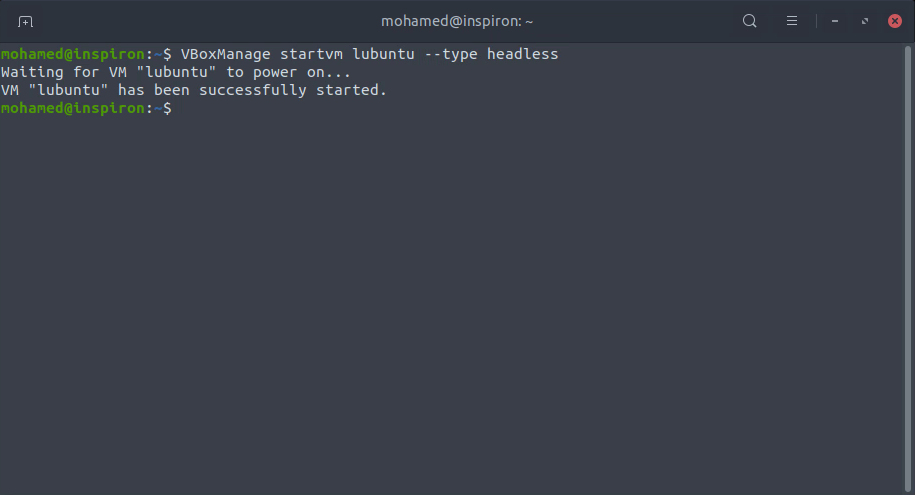 mohamed@inspiron: ~
mohamed@inspiron:~$ VBoxManage startvm lubuntu --type headless
Waiting for VM "lubuntu" to power on...
VM "lubuntu" has been successfully started.
mohamed@inspiron:~$